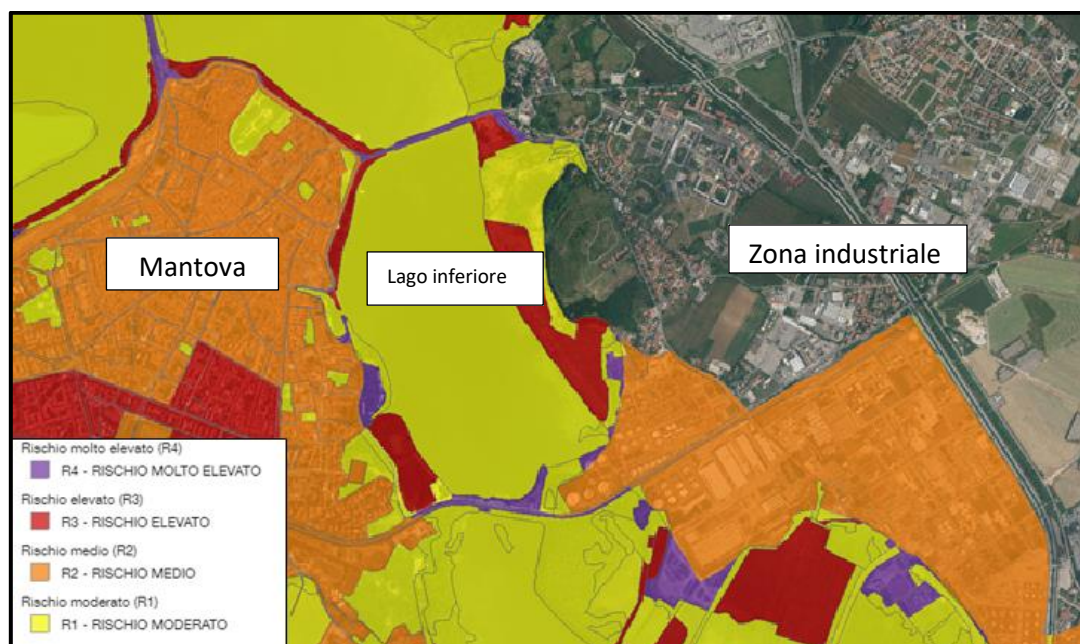 Mantova
Lago inferiore
Zona industriale
Rischio molto elevato (R4)
R4 - RISCHIO MOLTO ELEVATO
Rischio elevato (R3)
R3 - RISCHIO ELEVATO
Rischio medio (R2)
R2 - RISCHIO MEDIO
Rischio moderato (R1)
R1 - RISCHIO MODERATO